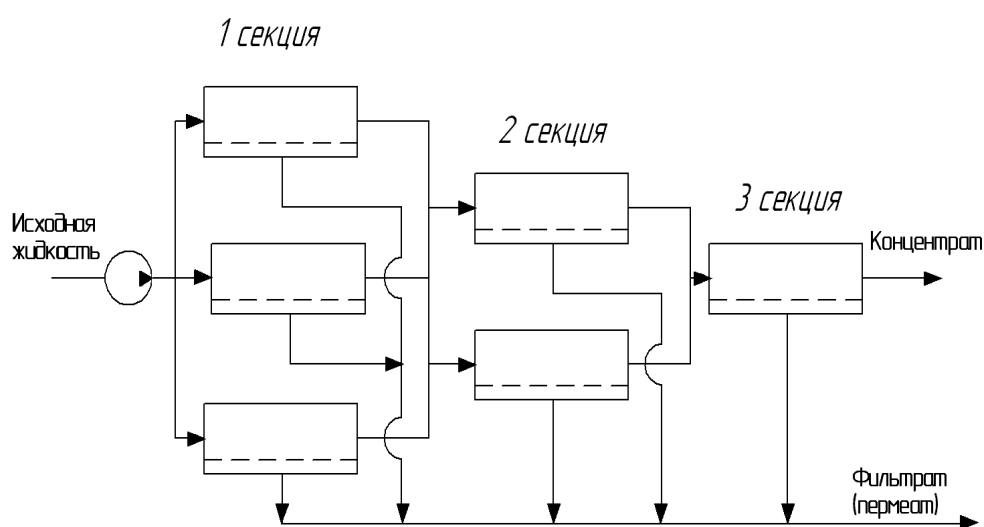 1 секция
2 секция
3 секция
Исходная
жидкость
Концентрат
Фильтрат
(пермеат)